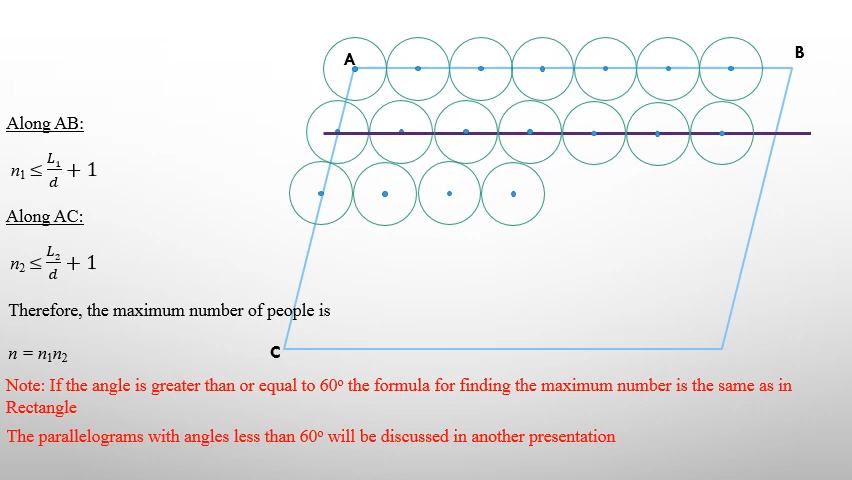 A
B
Along AB:
n₁ ≤ L₁/d + 1
Along AC:
n₂ ≤ L₂/d + 1
Therefore, the maximum number of people is
n = n₁n₂
C
Note: If the angle is greater than or equal to 60° the formula for finding the maximum number is the same as in
Rectangle
The parallelograms with angles less than 60° will be discussed in another presentation